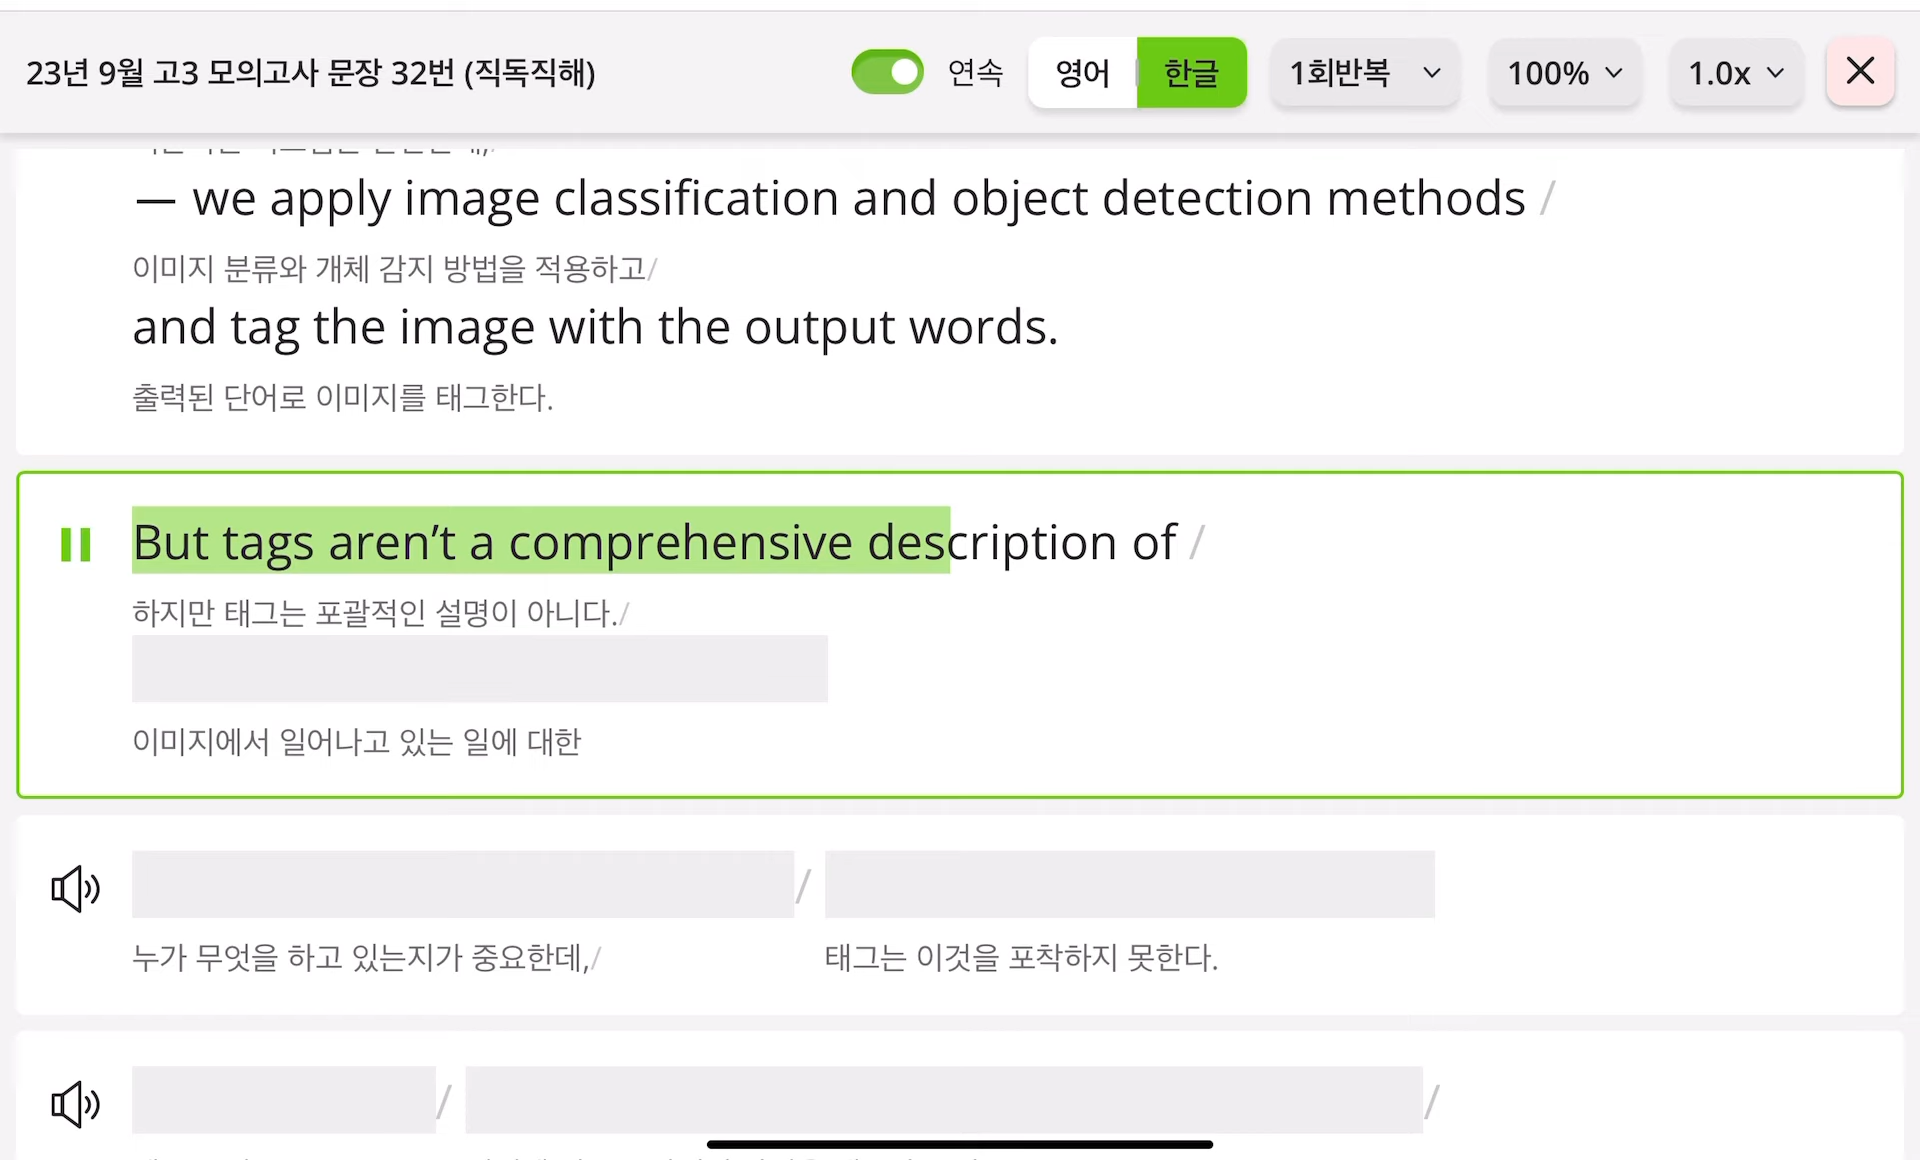 23년 9월 고3 모의고사 문장 32번 (직독직해)
연속
영어
한글
1회반복
100%
1.0x
— we apply image classification and object detection methods /
이미지 분류와 개체 감지 방법을 적용하고/
and tag the image with the output words.
출력된 단어로 이미지를 태그한다.
But tags aren’t a comprehensive description of /
하지만 태그는 포괄적인 설명이 아니다./
이미지에서 일어나고 있는 일에 대한
/
누가 무엇을 하고 있는지가 중요한데,/ 태그는 이것을 포착하지 못한다.
/ /